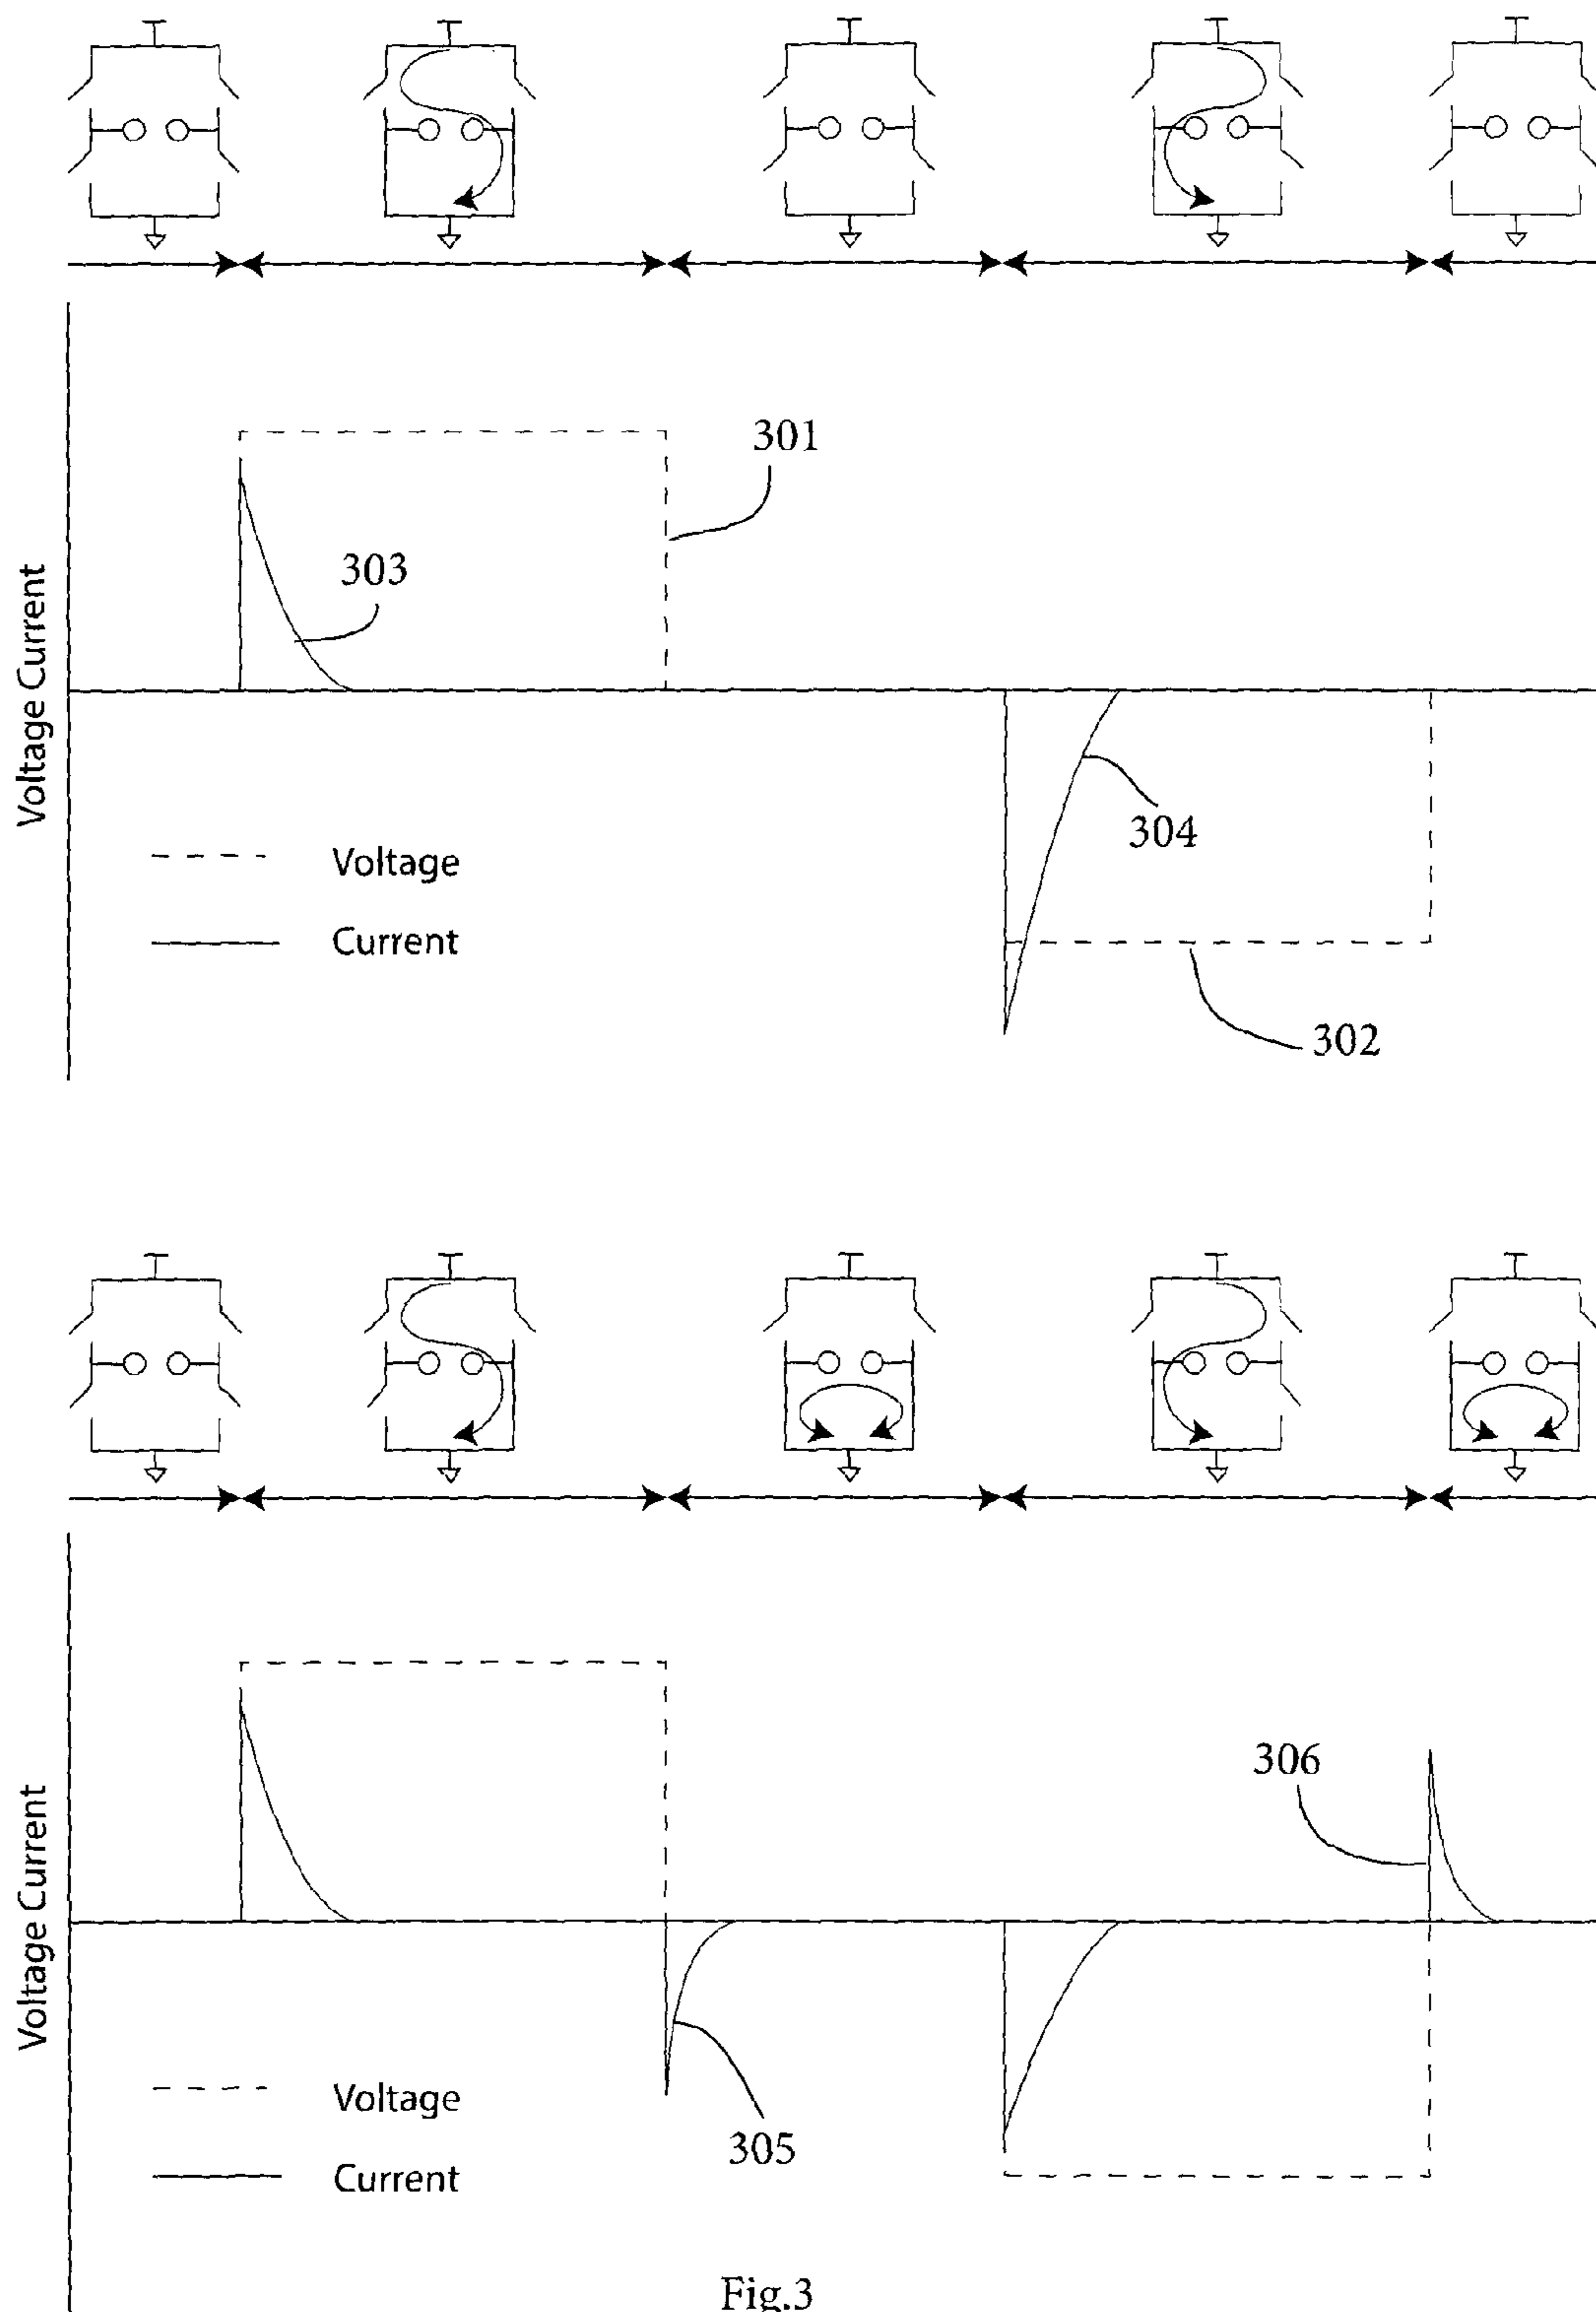 301
303
Voltage Current
304
Voltage
Current
302
306
Voltage Current
Voltage
305
Current
Fig.3